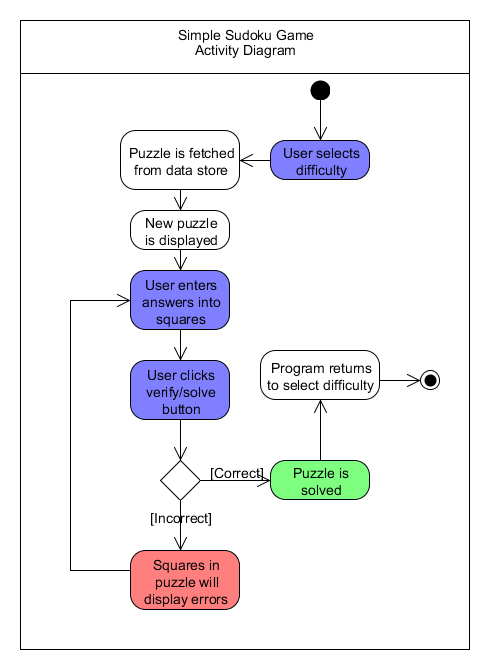 Simple Sudoku Game
Activity Diagram
User selects
difficulty
Puzzle is fetched
from data store
New puzzle
is displayed
User enters
answers into
squares
User clicks
verify/solve
button
Program returns
to select difficulty
[Correct]
Puzzle is
solved
[Incorrect]
Squares in
puzzle will
display errors